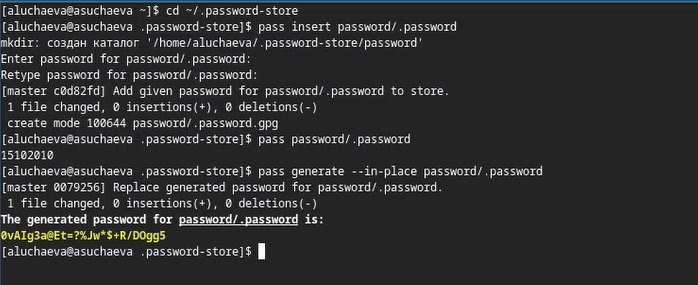 [aluchaeva@asuchaeva ~]$ cd ~/.password-store
[aluchaeva@asuchaeva .password-store]$ pass insert password/.password
mkdir: создан каталог '/home/aluchaeva/.password-store/password'
Enter password for password/.password:
Retype password for password/.password:
[master c0d82fd] Add given password for password/.password to store.
 1 file changed, 0 insertions(+), 0 deletions(-)
 create mode 100644 password/.password.gpg
[aluchaeva@asuchaeva .password-store]$ pass password/.password
15102010
[aluchaeva@asuchaeva .password-store]$ pass generate --in-place password/.password
[master 0079256] Replace generated password for password/.password.
 1 file changed, 0 insertions(+), 0 deletions(-)
The generated password for password/.password is:
0vAIg3a@Et=?%Jw*$+R/DOgg5
[aluchaeva@asuchaeva .password-store]$